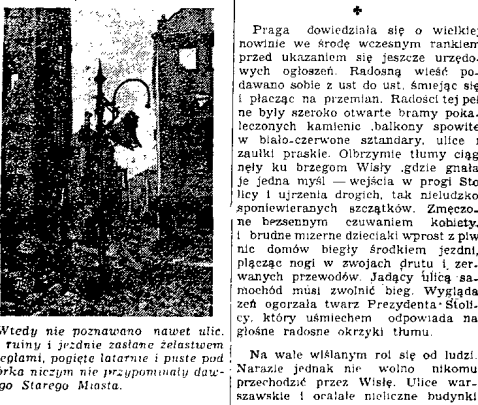 Wtedy nie poznawano nawet ulic.
ruiny i jezdnie zasłane żelastwem
ceglami, pogięte latarnie i puste pod
órka niczym nie przypominały daw-
go Starego Miasta.
Praga dowiedziała się o wielkiej
nowinie we środę wczesnym rankiem
przed ukazaniem się jeszcze urzędo-
wych ogłoszeń. Radosną wieść po-
dawano sobie z ust do ust, śmiejąc się
i płacząc na przemian. Radości tej peł
ne były szeroko otwarte bramy poka-
leczonych kamienic ,balkony spowite
w biało-czerwone sztandary, ulice i
zaułki praskie. Olbrzymie tłumy ciąg
nęły ku brzegom Wisły ,gdzie gnała
je jedna myśl — wejścia w progi Sto
licy i ujrzenia drogich, tak nieludzko
sponiewieranych szczątków. Zmęczo-
ne bezsennym czuwaniem kobiety,
i brudne mizerne dzieciaki wprost z piw
nic domów biegły środkiem jezdni,
plącząc nogi w zwojach drutu i zer-
wanych przewodów. Jadący ulicą sa-
mochód musi zwolnić bieg. Wygląda
zeń ogorzała twarz Prezydenta Stoli-
cy, który uśmiechem odpowiada na
głośne radosne okrzyki tłumu.
Na wale wiślanym roi się od ludzi.
Narazie jednak nie wolno nikomu
przechodzić przez Wisłę. Ulice war-
szawskie i ocalałe nieliczne budynki